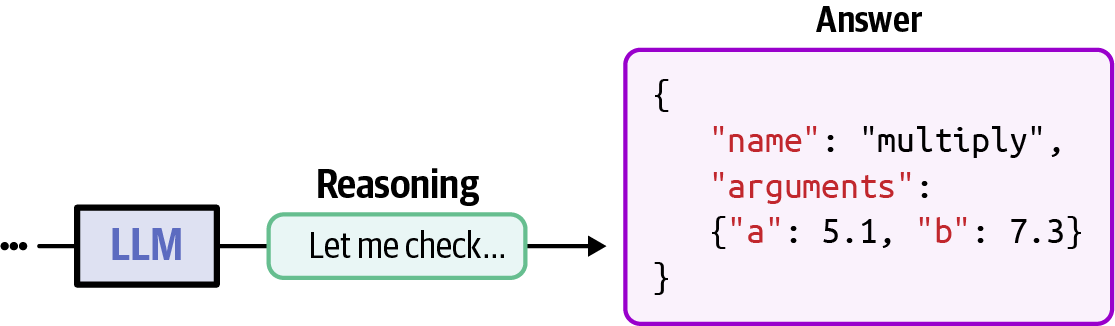 Answer
{
"name": "multiply",
"arguments":
{"a": 5.1, "b": 7.3}
}
Reasoning
... LLM
Let me check...